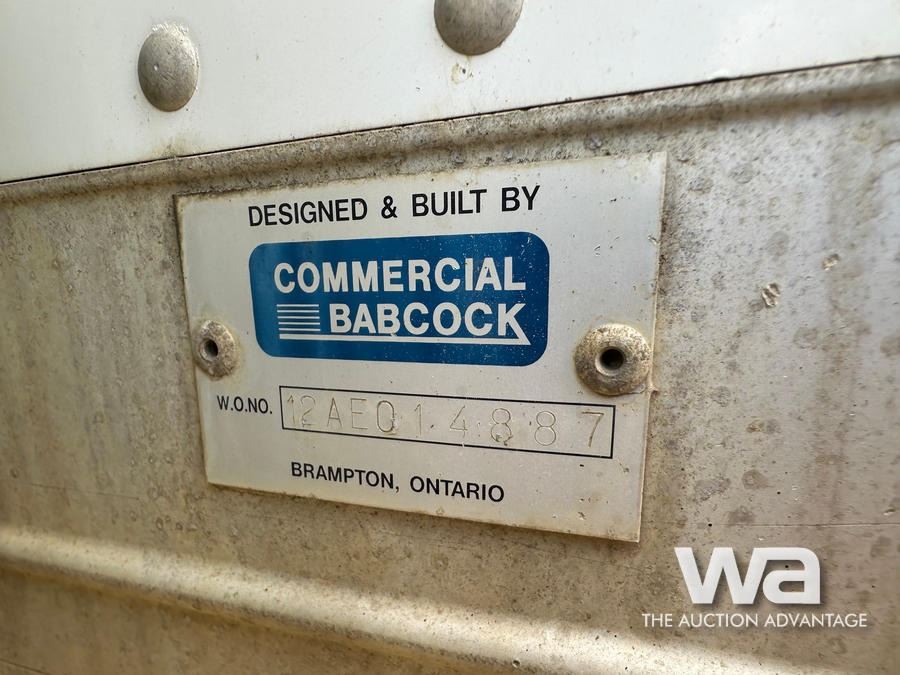 DESIGNED & BUILT BY
COMMERCIAL
BABCOCK
W.O.NO. 12AE014887
BRAMPTON, ONTARIO
wa
THE AUCTION ADVANTAGE